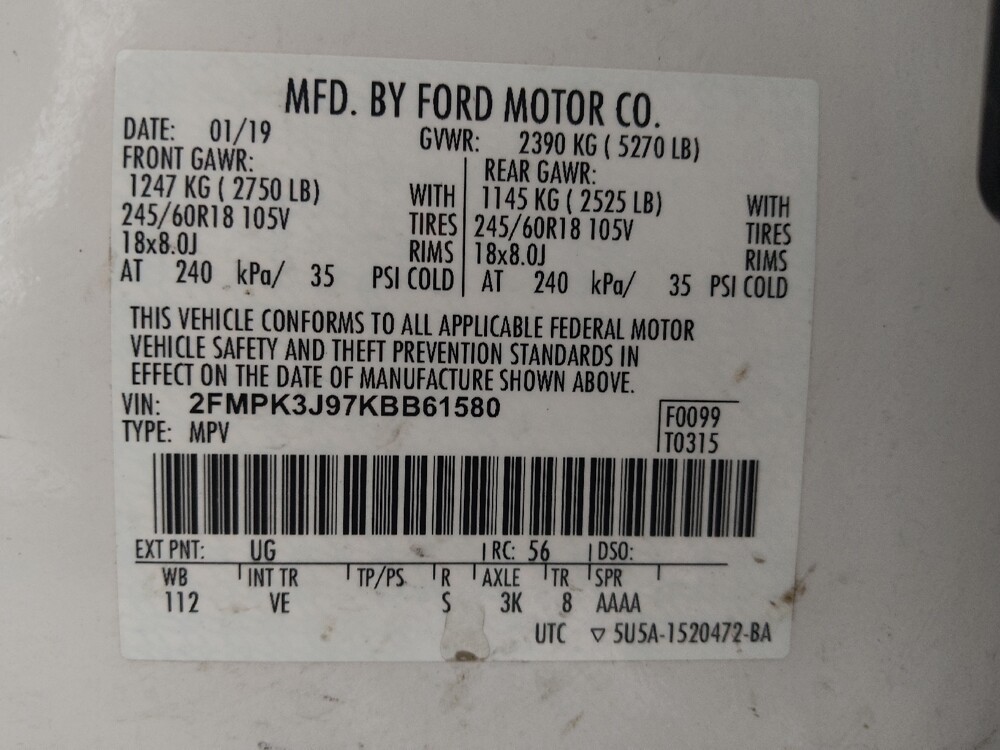 MFD. BY FORD MOTOR CO.
DATE: 01/19 GVWR: 2390 KG ( 5270 LB)
FRONT GAWR: REAR GAWR:
1247 KG ( 2750 LB) WITH 1145 KG ( 2525 LB) WITH
245/60R18 105V TIRES 245/60R18 105V TIRES
18x8.0J RIMS 18x8.0J RIMS
AT 240 kPa/ 35 PSI COLD AT 240 kPa/ 35 PSI COLD
THIS VEHICLE CONFORMS TO ALL APPLICABLE FEDERAL MOTOR
VEHICLE SAFETY AND THEFT PREVENTION STANDARDS IN
EFFECT ON THE DATE OF MANUFACTURE SHOWN ABOVE.
VIN: 2FMPK3J97KBB61580 F0099
TYPE: MPV T0315
EXT PNT: UG RC: 56 DSO:
WB INT TR TP/PS R AXLE TR SPR
112 VE S 3K 8 AAAA
UTC ▽ 5U5A-1520472-BA